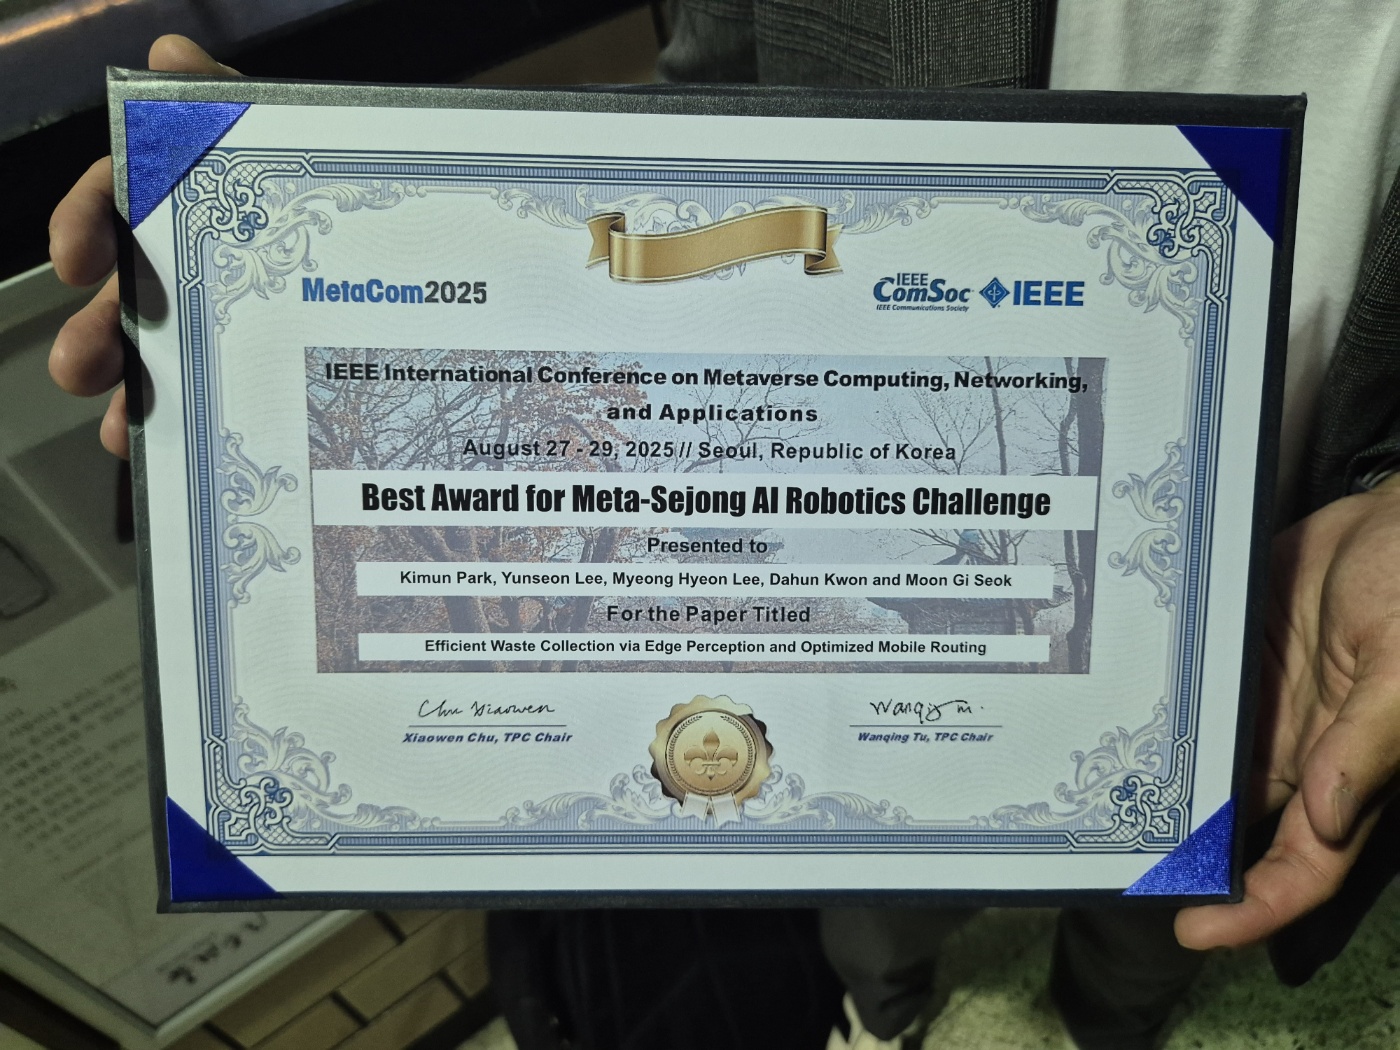 MetaCom2025
IEEE ComSoc
IEEE Communications Society
IEEE
IEEE International Conference on Metaverse Computing, Networking,
and Applications
August 27 - 29, 2025 // Seoul, Republic of Korea
Best Award for Meta-Sejong AI Robotics Challenge
Presented to
Kimun Park, Yunseon Lee, Myeong Hyeon Lee, Dahun Kwon and Moon Gi Seok
For the Paper Titled
Efficient Waste Collection via Edge Perception and Optimized Mobile Routing
Chu Xiaowen
Xiaowen Chu, TPC Chair
Wanqing Tu, TPC Chair